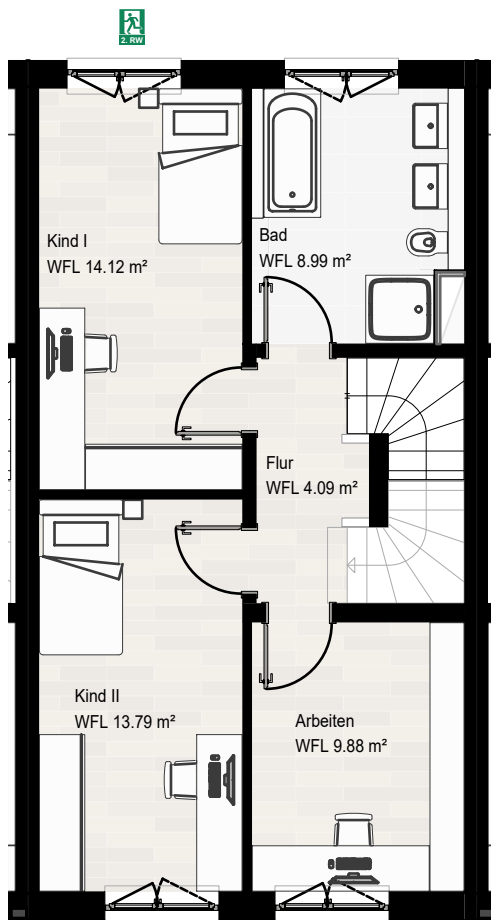 2. RW
Kind I
WFL 14.12 m²
Bad
WFL 8.99 m²
Flur
WFL 4.09 m²
Kind II
WFL 13.79 m²
Arbeiten
WFL 9.88 m²